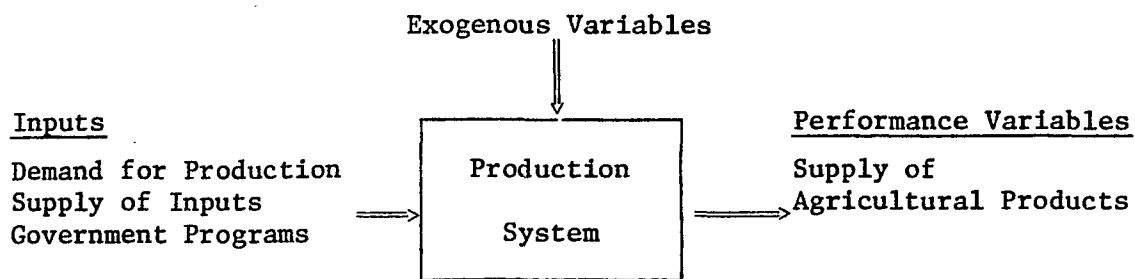 Exogenous Variables
Inputs
Demand for Production
Supply of Inputs
Government Programs
Production
System
Performance Variables
Supply of
Agricultural Products